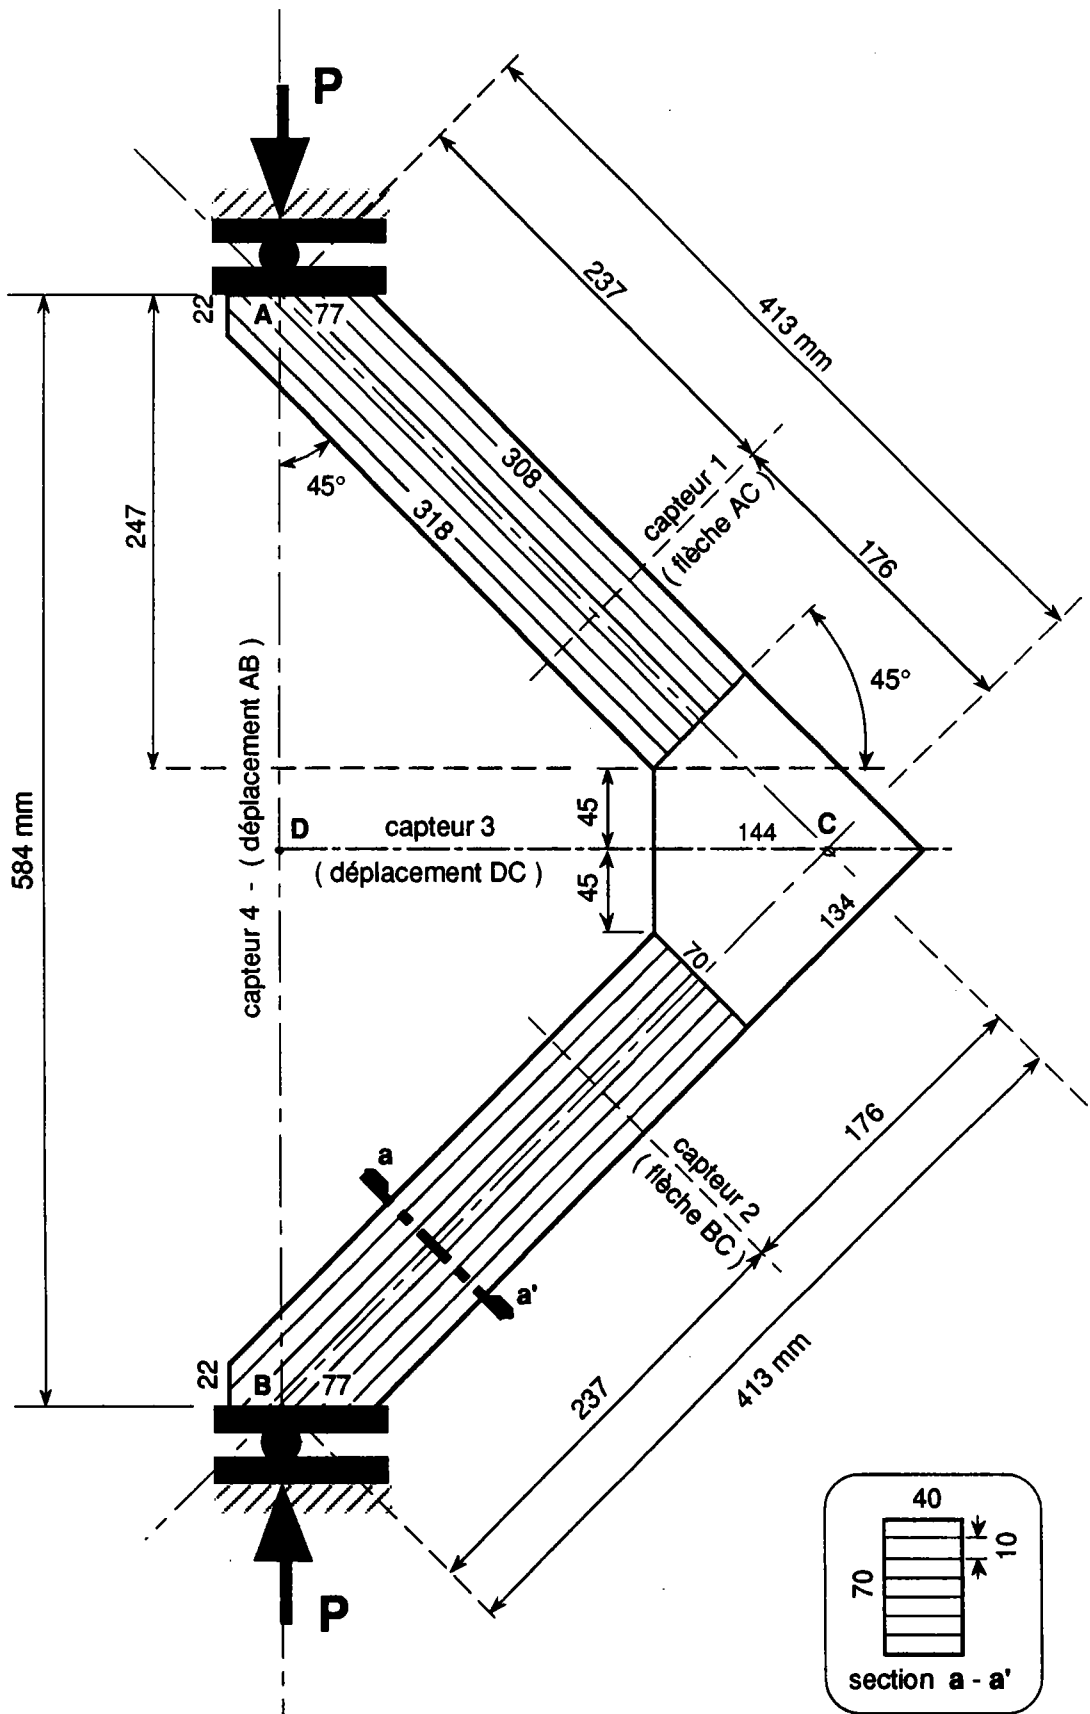 P
237
413 mm
22
A
77
308
45°
318
247
capteur 1
( flèche AC )
176
45°
584 mm
capteur 4 - ( déplacement AB )
D
capteur 3
( déplacement DC )
45
45
144
C
134
70
a
a'
capteur 2
( flèche BC )
176
22
B
77
237
413 mm
P
40
10
70
section a - a'